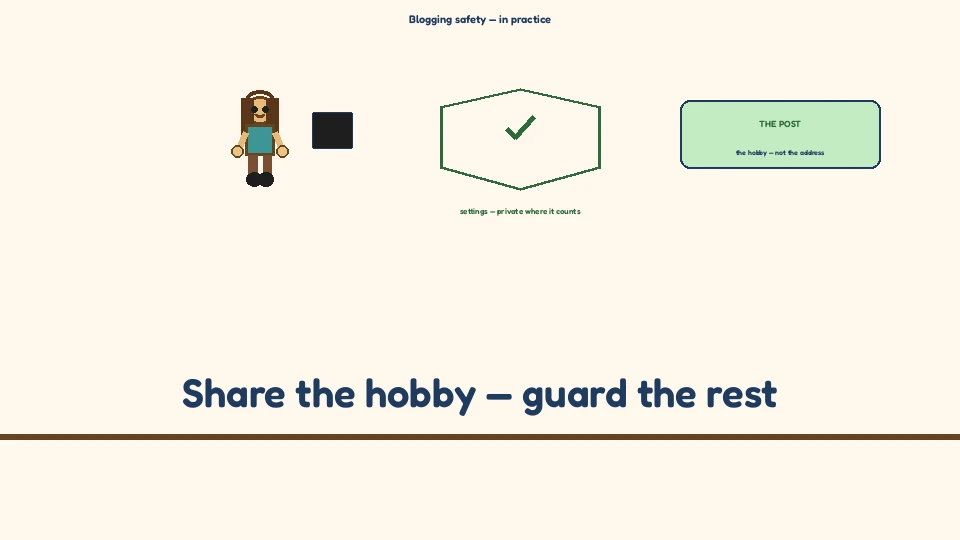 Blogging safety — in practice
THE POST
the hobby — not the address
settings — private where it counts
Share the hobby — guard the rest